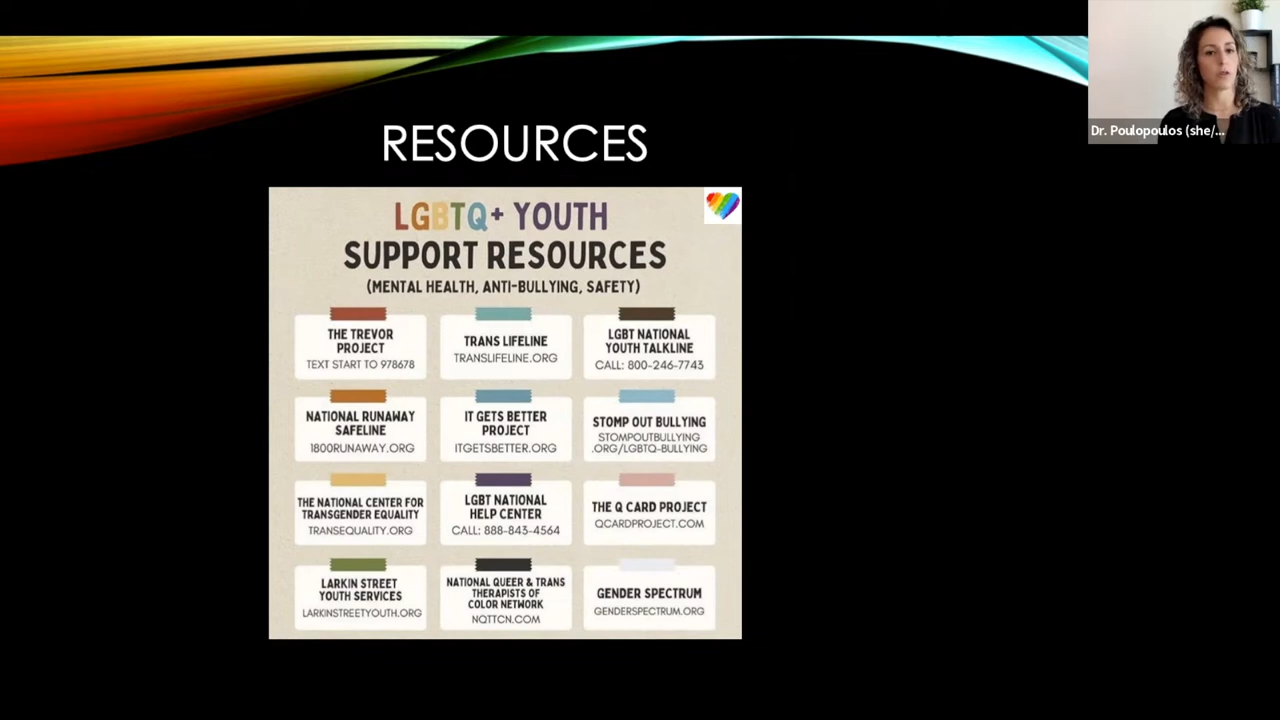 RESOURCES
Dr. Poulopoulos (she/...
LGBTQ+ YOUTH
SUPPORT RESOURCES
(MENTAL HEALTH, ANTI-BULLYING, SAFETY)
THE TREVOR
PROJECT
TEXT START TO 978678
TRANS LIFELINE
TRANSLIFELINE.ORG
LGBT NATIONAL
YOUTH TALKLINE
CALL: 800-246-7743
NATIONAL RUNAWAY
SAFELINE
1800RUNAWAY.ORG
IT GETS BETTER
PROJECT
ITGETSBETTER.ORG
STOMP OUT BULLYING
STOMPOUTBULLYING
.ORG/LGBTQ-BULLYING
THE NATIONAL CENTER FOR
TRANSGENDER EQUALITY
TRANSEQUALITY.ORG
LGBT NATIONAL
HELP CENTER
CALL: 888-843-4564
THE Q CARD PROJECT
QCARDPROJECT.COM
LARKIN STREET
YOUTH SERVICES
LARKINSTREETYOUTH.ORG
NATIONAL QUEER & TRANS
THERAPISTS OF
COLOR NETWORK
NQTTCN.COM
GENDER SPECTRUM
GENDERSPECTRUM.ORG